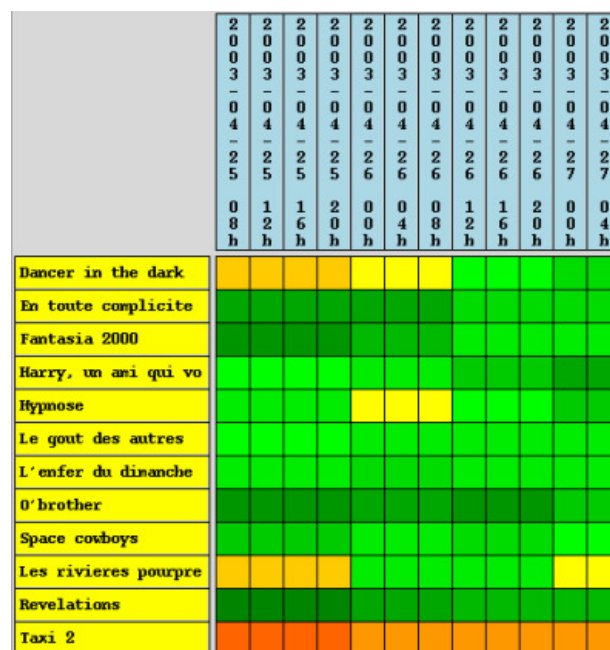 2003-04-25 08h
2003-04-25 12h
2003-04-25 16h
2003-04-25 20h
2003-04-26 00h
2003-04-26 04h
2003-04-26 08h
2003-04-26 12h
2003-04-26 16h
2003-04-26 20h
2003-04-27 00h
2003-04-27 04h
Dancer in the dark
En toute complicite
Fantasia 2000
Harry, un ami qui vo
Hypnose
Le gout des autres
L'enfer du dimanche
O'brother
Space cowboys
Les rivieres pourpre
Revelations
Taxi 2